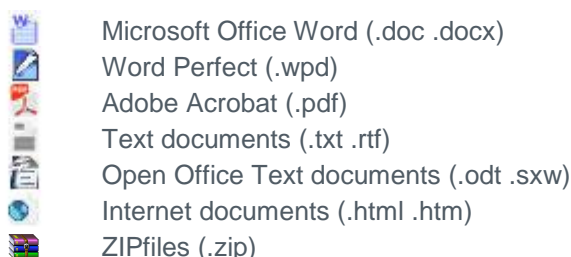 Microsoft Office Word (.doc .docx)
Word Perfect (.wpd)
Adobe Acrobat (.pdf)
Text documents (.txt .rtf)
Open Office Text documents (.odt .sxw)
Internet documents (.html .htm)
ZIPfiles (.zip)